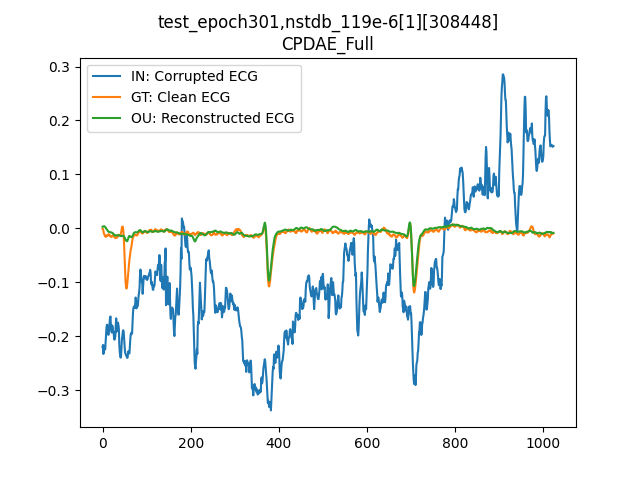 test_epoch301,nstdb_119e-6[1][308448]
CPDAE_Full
IN: Corrupted ECG
GT: Clean ECG
OU: Reconstructed ECG
0.3
0.2
0.1
0.0
−0.1
−0.2
−0.3
0 200 400 600 800 1000